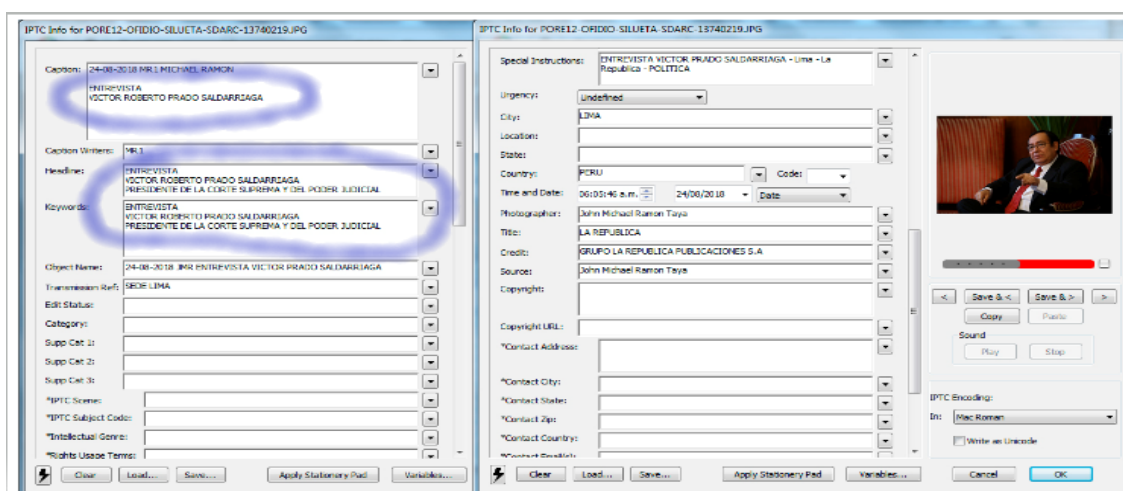 IPTC Info for PORE12-OFIDIO-SILUETA-SDARC-13740219.JPG
Caption: 24-08-2018 MR1 MICHAEL RAMON
ENTREVISTA
VICTOR ROBERTO PRADO SALDARRIAGA
Caption Writers: MR1
Headline: ENTREVISTA
VICTOR ROBERTO PRADO SALDARRIAGA
PRESIDENTE DE LA CORTE SUPREMA Y DEL PODER JUDICIAL
Keywords: ENTREVISTA
VICTOR ROBERTO PRADO SALDARRIAGA
PRESIDENTE DE LA CORTE SUPREMA Y DEL PODER JUDICIAL
Object Name: 24-08-2018 JMR ENTREVISTA VICTOR PRADO SALDARRIAGA
Transmission Ref: SEDE LIMA
Edit Status:
Category:
Supp Cat 1:
Supp Cat 2:
Supp Cat 3:
*IPTC Scene:
*IPTC Subject Code:
*Intellectual Genre:
*Rights Usage Terms:
Clear Load... Save... Apply Stationery Pad Variables...
IPTC Info for PORE12-OFIDIO-SILUETA-SDARC-13740219.JPG
Special Instructions: ENTREVISTA VICTOR PRADO SALDARRIAGA - Lima - La
Republica - POLITICA
Urgency: Undefined
City: LIMA
Location:
State:
Country: PERU Code:
Time and Date: 06:05:46 a.m. 24/08/2018 Date
Photographer: John Michael Ramon Taya
Title: LA REPUBLICA
Credit: GRUPO LA REPUBLICA PUBLICACIONES S.A
Source: John Michael Ramon Taya
Copyright:
Copyright URL:
*Contact Address:
*Contact City:
*Contact State:
*Contact Zip:
*Contact Country:
*Contact Email(s):
Clear Load... Save... Apply Stationery Pad Variables...
< Save & < Save & > >
Copy Paste
Sound
Play Stop
IPTC Encoding:
In: Mac Roman
Write as Unicode
Cancel OK